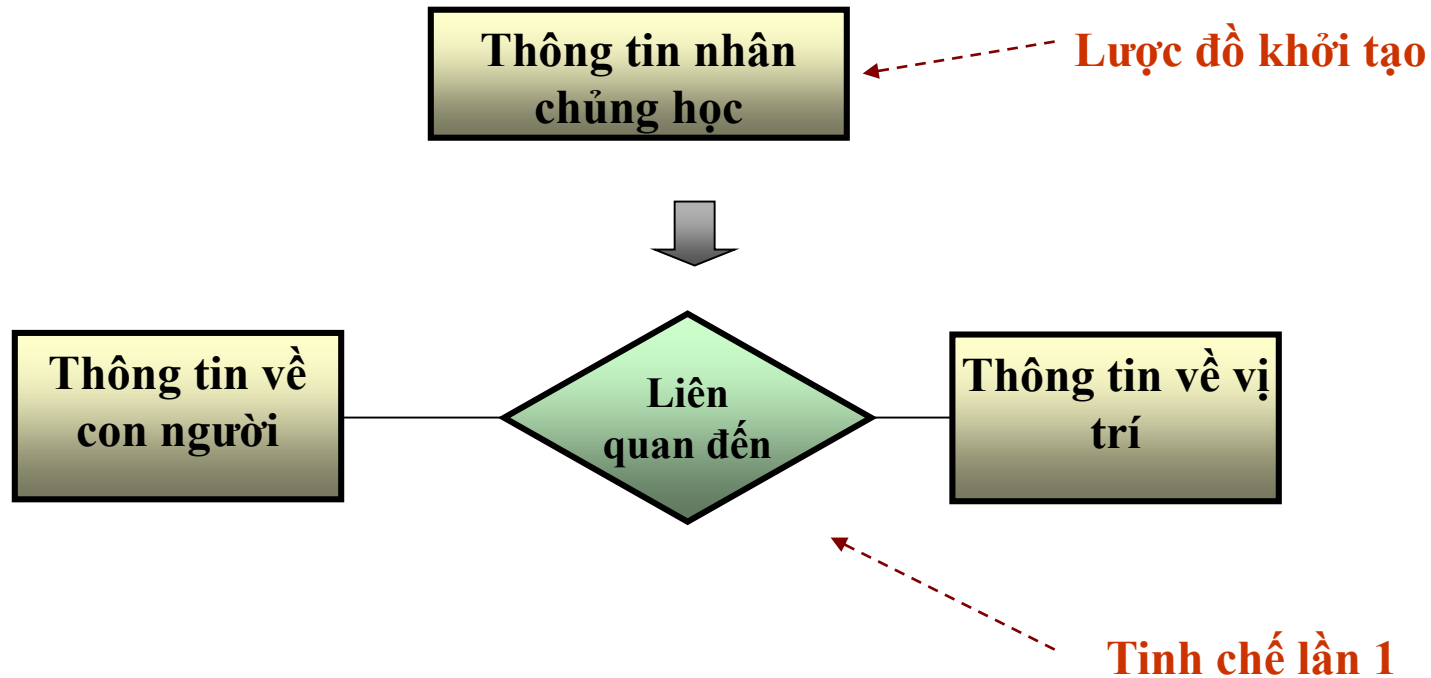 Thông tin nhân
chủng học
Lược đồ khởi tạo
Thông tin về
con người
Liên
quan đến
Thông tin về vị
trí
Tinh chế lần 1